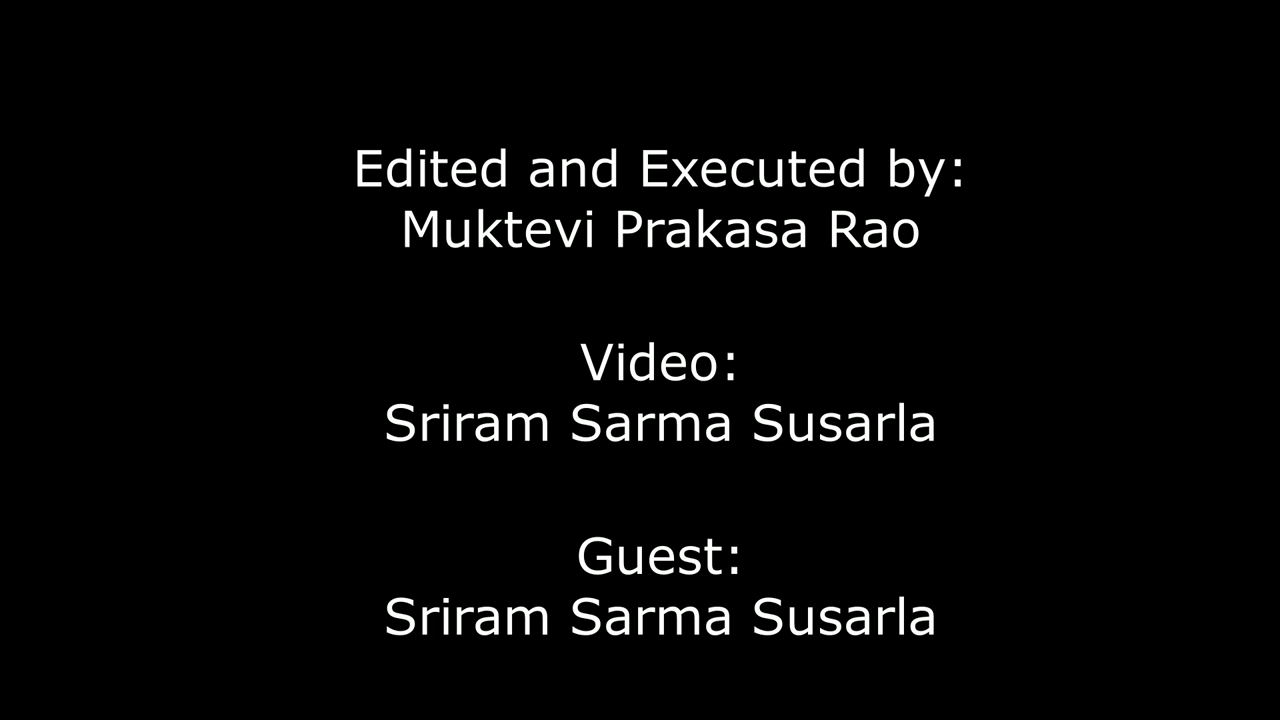 Edited and Executed by:
Muktevi Prakasa Rao
Video:
Sriram Sarma Susarla
Guest:
Sriram Sarma Susarla